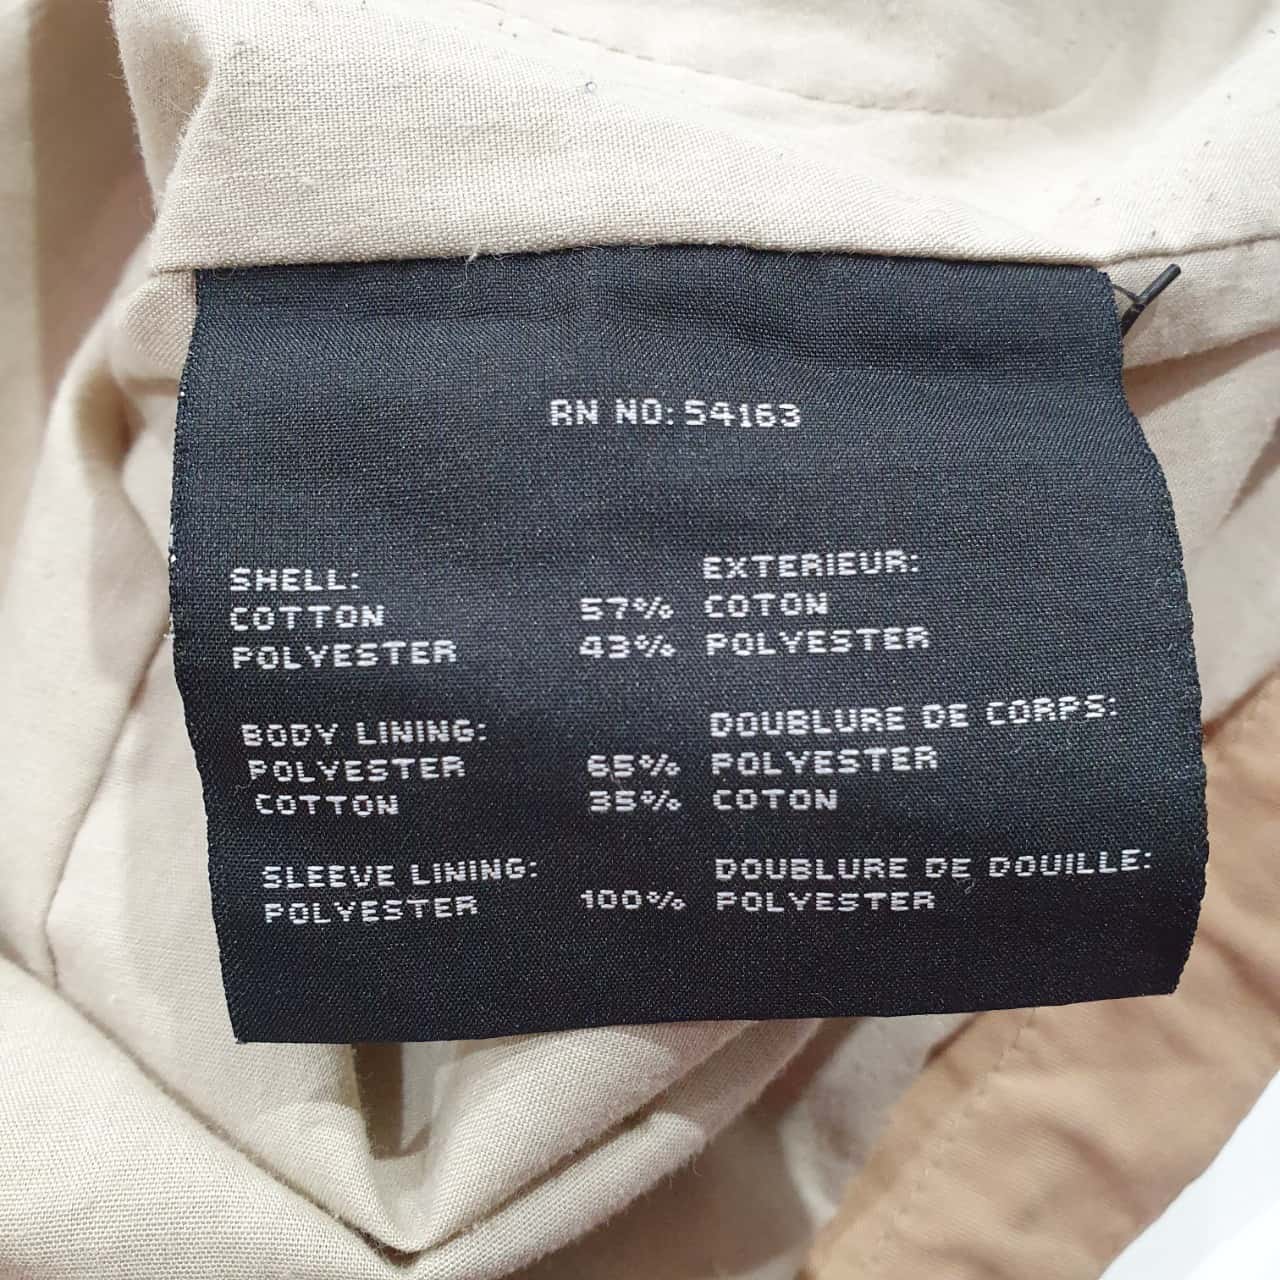 RN NO: 54163
SHELL:
COTTON 57%
POLYESTER 43%
EXTERIEUR:
COTON
POLYESTER
BODY LINING:
POLYESTER 65%
COTTON 35%
DOUBLURE DE CORPS:
POLYESTER
COTON
SLEEVE LINING:
POLYESTER 100%
DOUBLURE DE DOUILLE:
POLYESTER